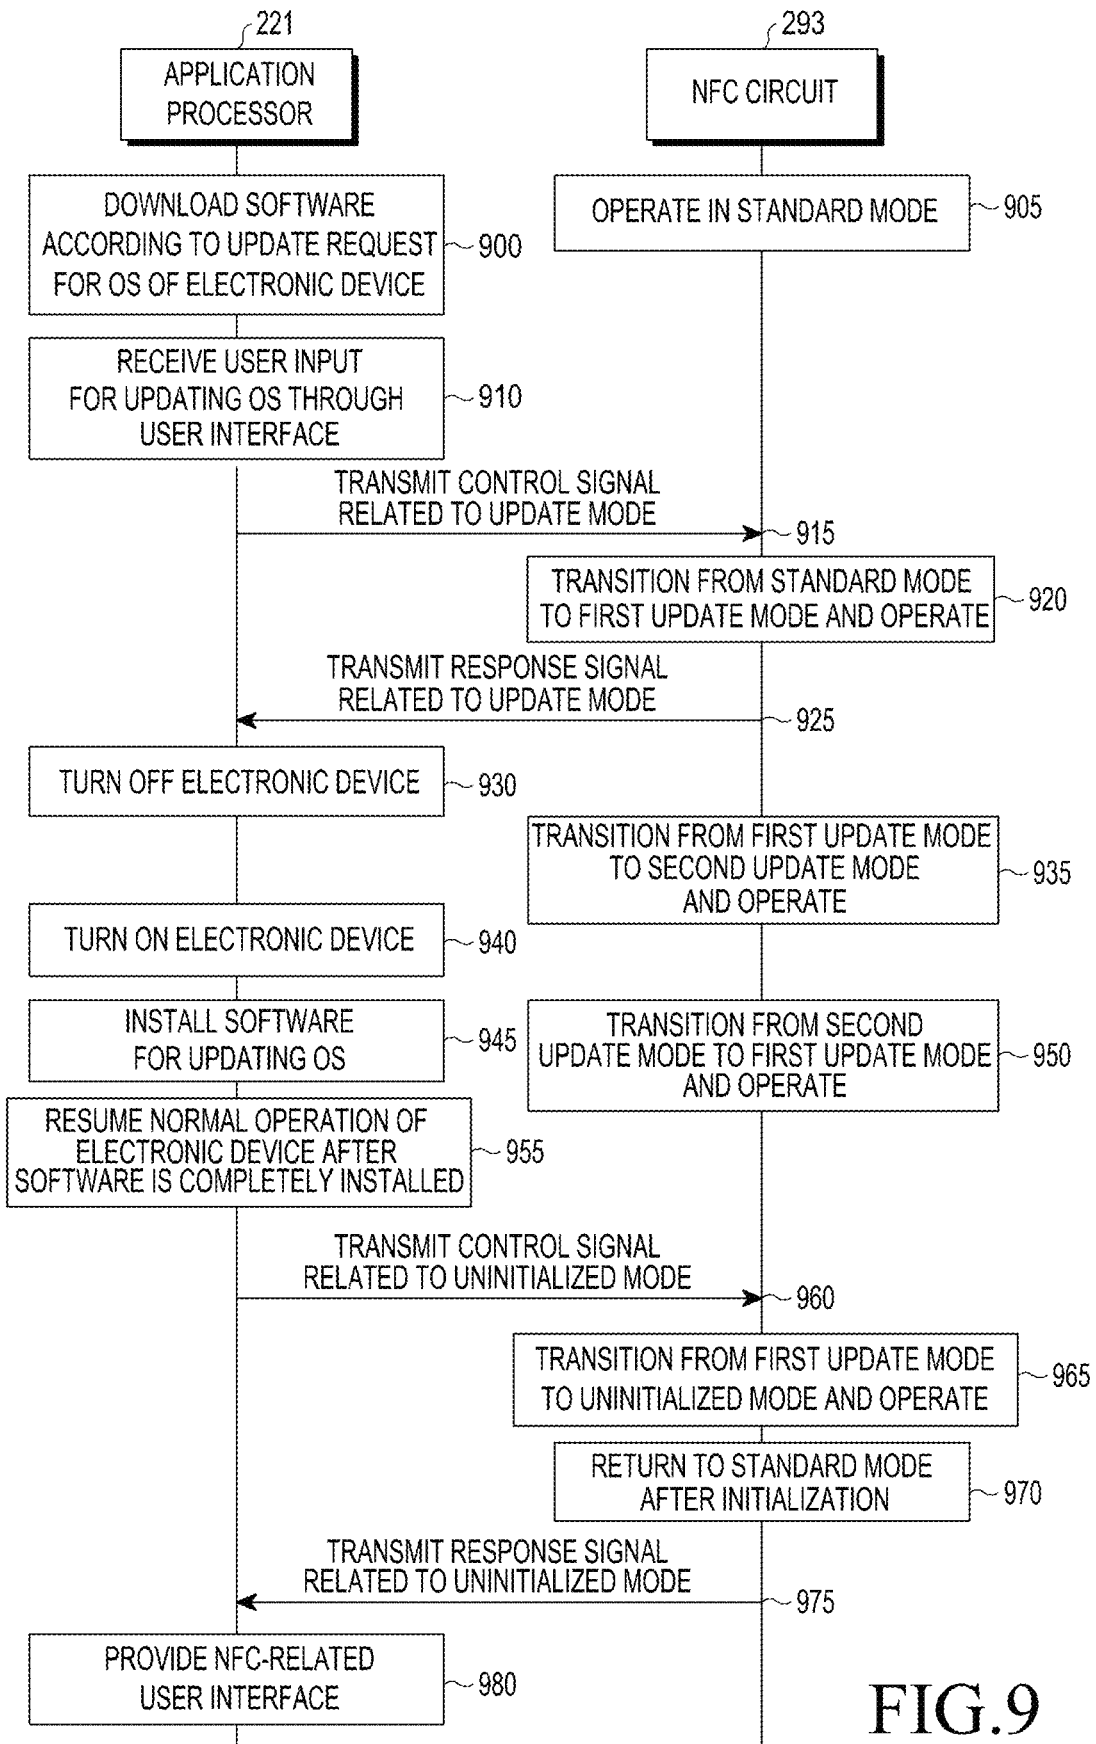 221
293
APPLICATION
PROCESSOR
NFC CIRCUIT
DOWNLOAD SOFTWARE
ACCORDING TO UPDATE REQUEST
FOR OS OF ELECTRONIC DEVICE
900
OPERATE IN STANDARD MODE
905
RECEIVE USER INPUT
FOR UPDATING OS THROUGH
USER INTERFACE
910
TRANSMIT CONTROL SIGNAL
RELATED TO UPDATE MODE
915
TRANSITION FROM STANDARD MODE
TO FIRST UPDATE MODE AND OPERATE
920
TRANSMIT RESPONSE SIGNAL
RELATED TO UPDATE MODE
925
TURN OFF ELECTRONIC DEVICE
930
TRANSITION FROM FIRST UPDATE MODE
TO SECOND UPDATE MODE
AND OPERATE
935
TURN ON ELECTRONIC DEVICE
940
INSTALL SOFTWARE
FOR UPDATING OS
945
TRANSITION FROM SECOND
UPDATE MODE TO FIRST UPDATE MODE
AND OPERATE
950
RESUME NORMAL OPERATION OF
ELECTRONIC DEVICE AFTER
SOFTWARE IS COMPLETELY INSTALLED
955
TRANSMIT CONTROL SIGNAL
RELATED TO UNINITIALIZED MODE
960
TRANSITION FROM FIRST UPDATE MODE
TO UNINITIALIZED MODE AND OPERATE
965
RETURN TO STANDARD MODE
AFTER INITIALIZATION
970
TRANSMIT RESPONSE SIGNAL
RELATED TO UNINITIALIZED MODE
975
PROVIDE NFC-RELATED
USER INTERFACE
980
FIG.9